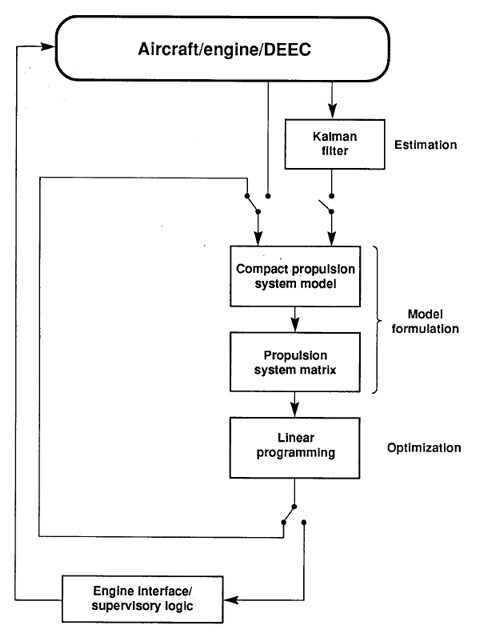 Aircraft/engine/DEEC
Kalman
filter
Estimation
Compact propulsion
system model
Model
formulation
Propulsion
system matrix
Linear
programming
Optimization
Engine interface/
supervisory logic